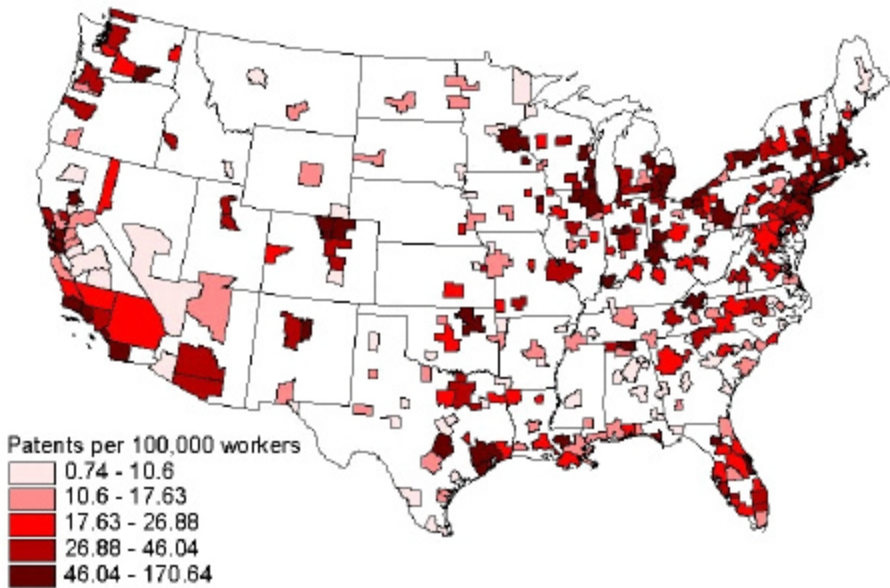 Patents per 100,000 workers
0.74 - 10.6
10.6 - 17.63
17.63 - 26.88
26.88 - 46.04
46.04 - 170.64